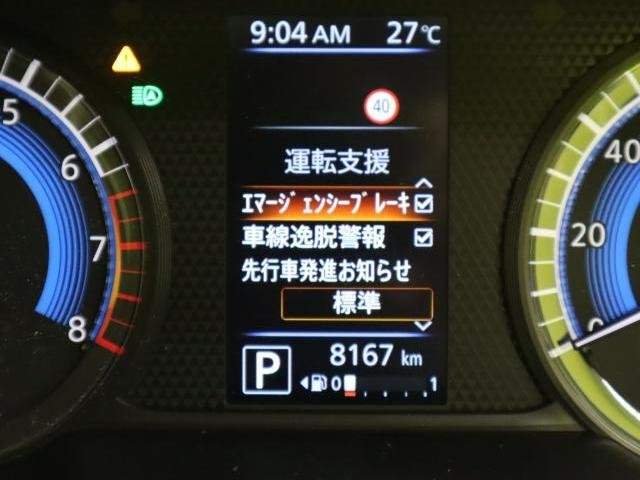 9:04 AM 27℃
40
運転支援
ｴﾏｰｼﾞｪﾝｼｰﾌﾞﾚｰｷ
車線逸脱警報
先行車発進お知らせ
標準
P 8167 km
0 1
5
6
7
8
40
20
0